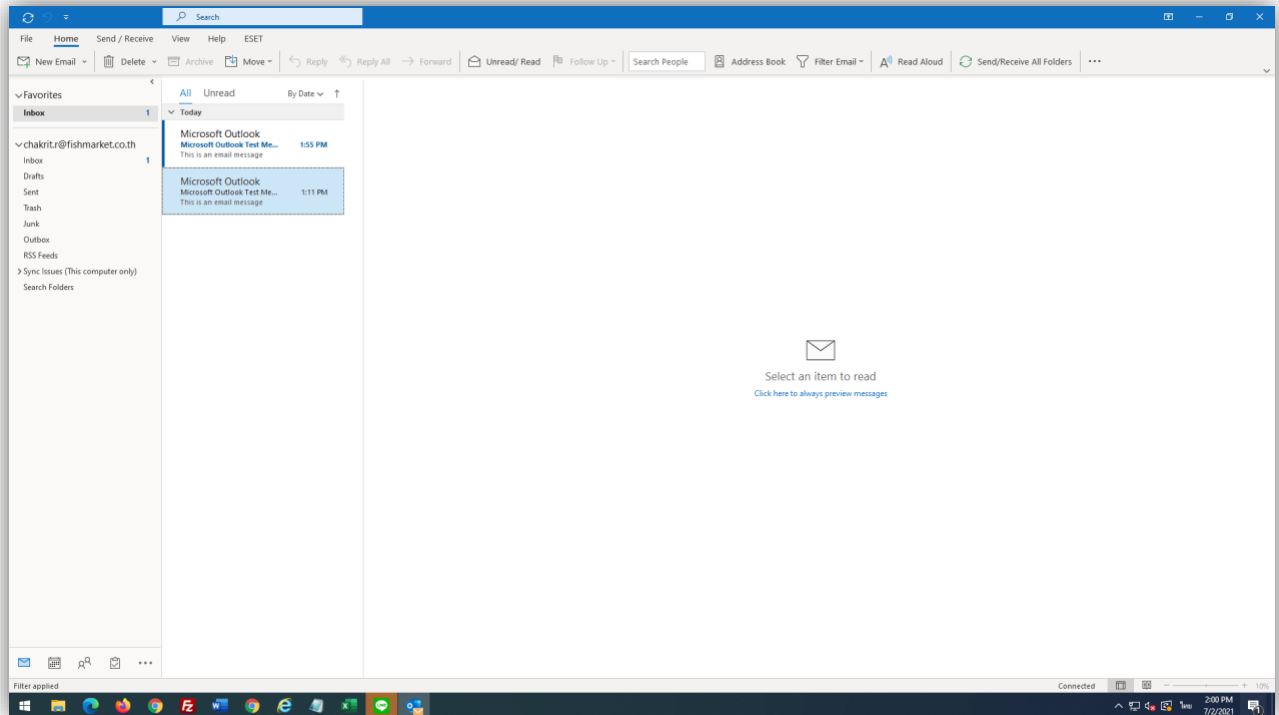 Search
File Home Send / Receive View Help ESET
New Email Delete Archive Move Reply Reply All Forward Unread/ Read Follow Up Search People Address Book Filter Email Read Aloud Send/Receive All Folders ...
Favorites
Inbox 1
chakrit.r@fishmarket.co.th
Inbox 1
Drafts
Sent
Trash
Junk
Outbox
RSS Feeds
Sync Issues (This computer only)
Search Folders
All Unread By Date
Today
Microsoft Outlook
Microsoft Outlook Test Me... 1:55 PM
This is an email message
Microsoft Outlook
Microsoft Outlook Test Me... 1:11 PM
This is an email message
Select an item to read
Click here to always preview messages
Filter applied
Connected 10%
ไทย 2:00 PM
7/2/2021